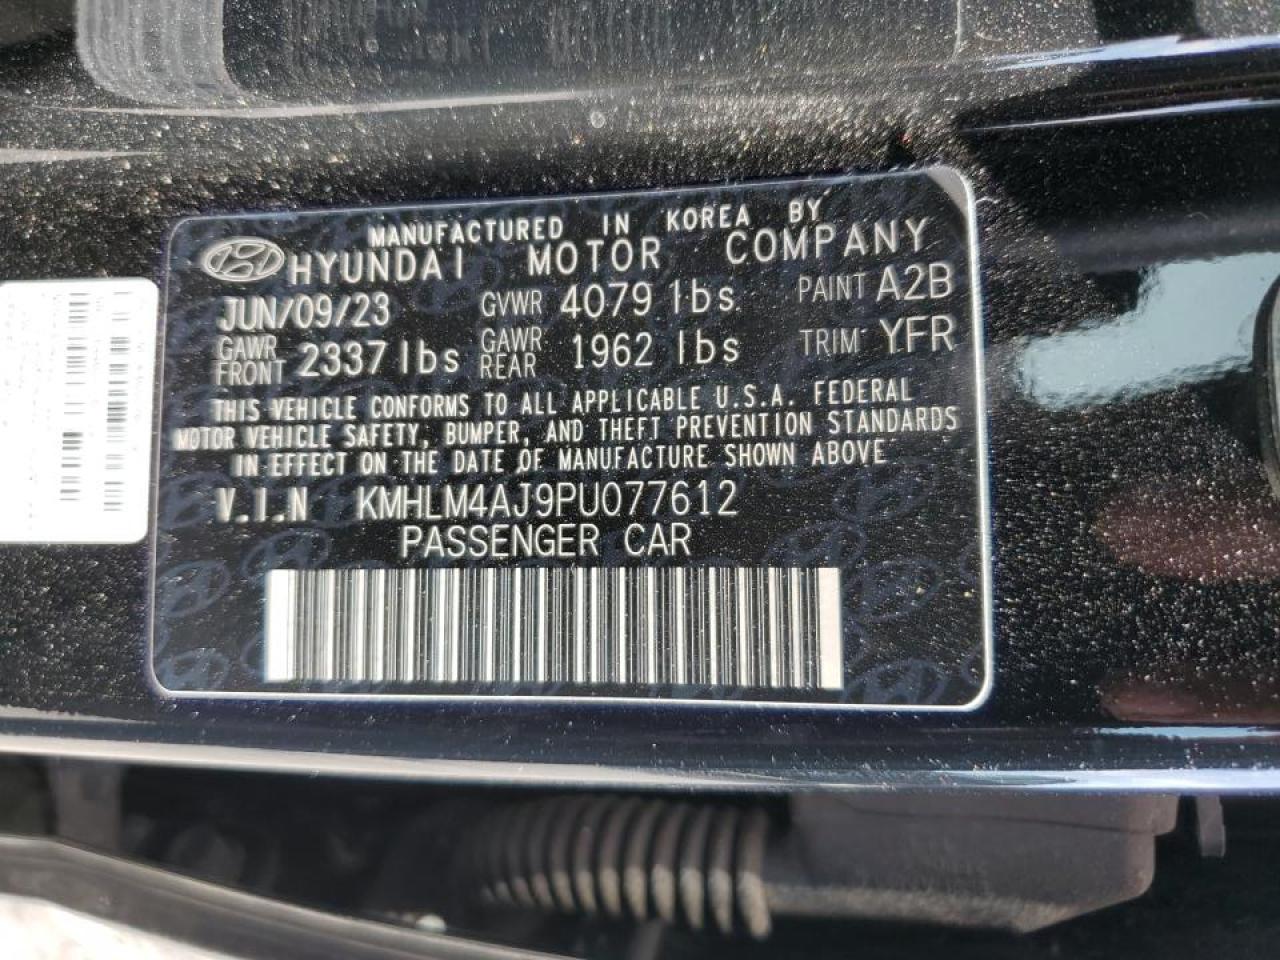 MANUFACTURED IN KOREA BY
HYUNDAI MOTOR COMPANY
JUN/09/23 GVWR 4079 lbs PAINT A2B
GAWR FRONT 2337 lbs GAWR REAR 1962 lbs TRIM YFR
THIS VEHICLE CONFORMS TO ALL APPLICABLE U.S.A. FEDERAL
MOTOR VEHICLE SAFETY, BUMPER, AND THEFT PREVENTION STANDARDS
IN EFFECT ON THE DATE OF MANUFACTURE SHOWN ABOVE
V.I.N KMHLM4AJ9PU077612
PASSENGER CAR